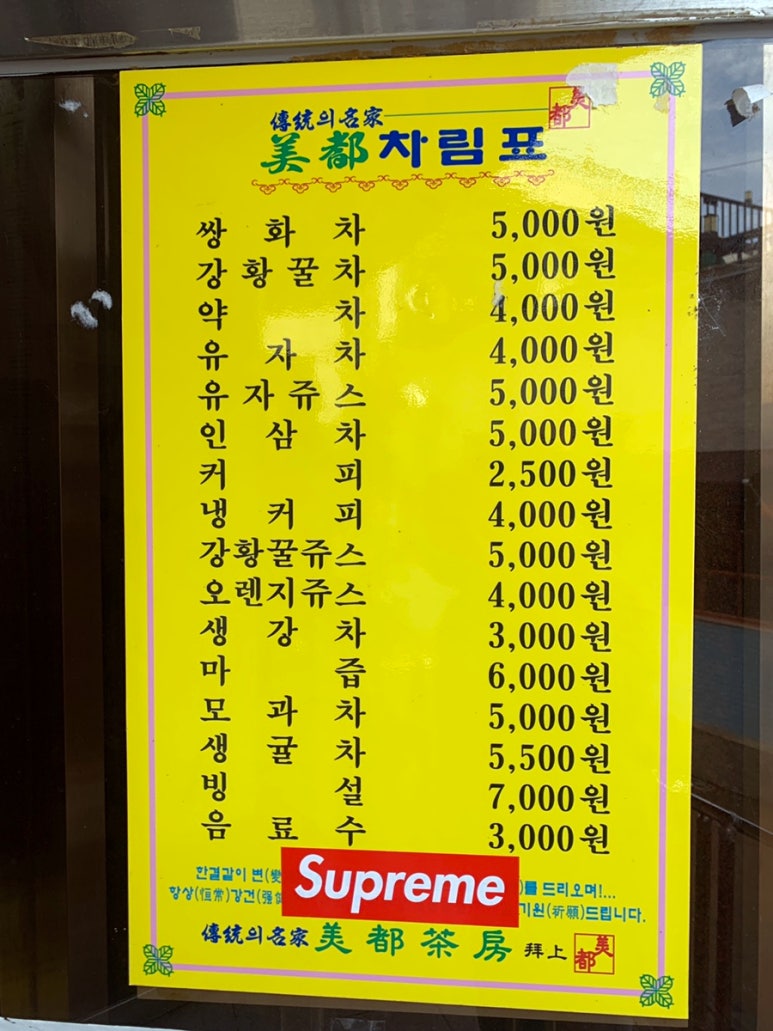 傳統의名家
美都
美都차림표
쌍화차 5,000원
강황꿀차 5,000원
약차 4,000원
유자차 4,000원
유자쥬스 5,000원
인삼차 5,000원
커피 2,500원
냉커피 4,000원
강황꿀쥬스 5,000원
오렌지쥬스 4,000원
생강차 3,000원
마즙 6,000원
모과차 5,000원
생귤차 5,500원
빙설 7,000원
음료수 3,000원
한결같이 변( 를 드리오며!...
Supreme
항상(恒常)강건( 기원(祈願)드립니다.
傳統의名家 美都茶房 拜上 美都